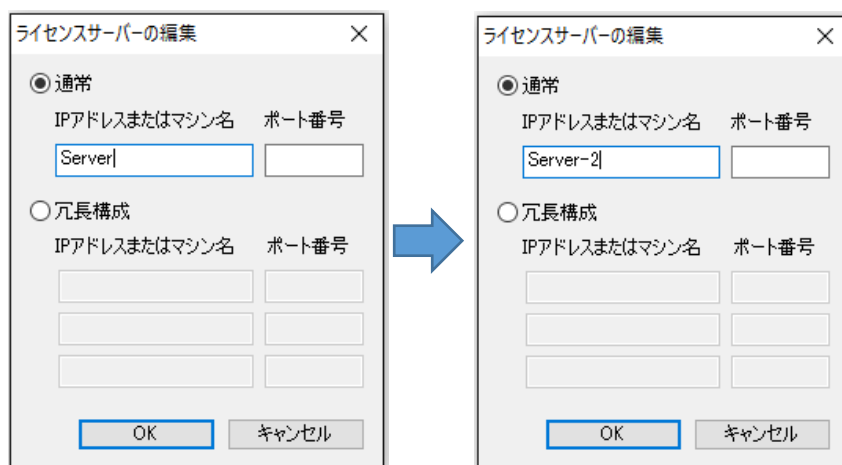 ライセンスサーバーの編集
通常
IPアドレスまたはマシン名 ポート番号
Server
冗長構成
IPアドレスまたはマシン名 ポート番号
OK キャンセル
ライセンスサーバーの編集
通常
IPアドレスまたはマシン名 ポート番号
Server-2
冗長構成
IPアドレスまたはマシン名 ポート番号
OK キャンセル